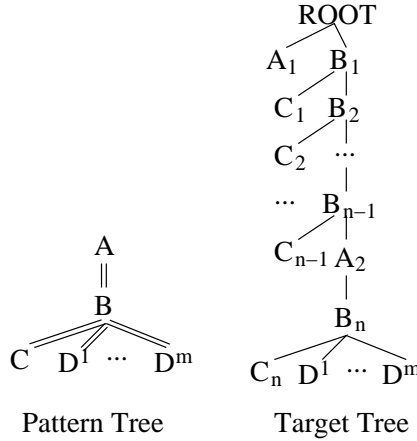 ROOT
A₁ B₁
C₁ B₂
C₂ ...
... Bₙ₋₁
A Cₙ₋₁ A₂
B Bₙ
C D¹ ... Dᵐ Cₙ D¹ ... Dᵐ
Pattern Tree Target Tree